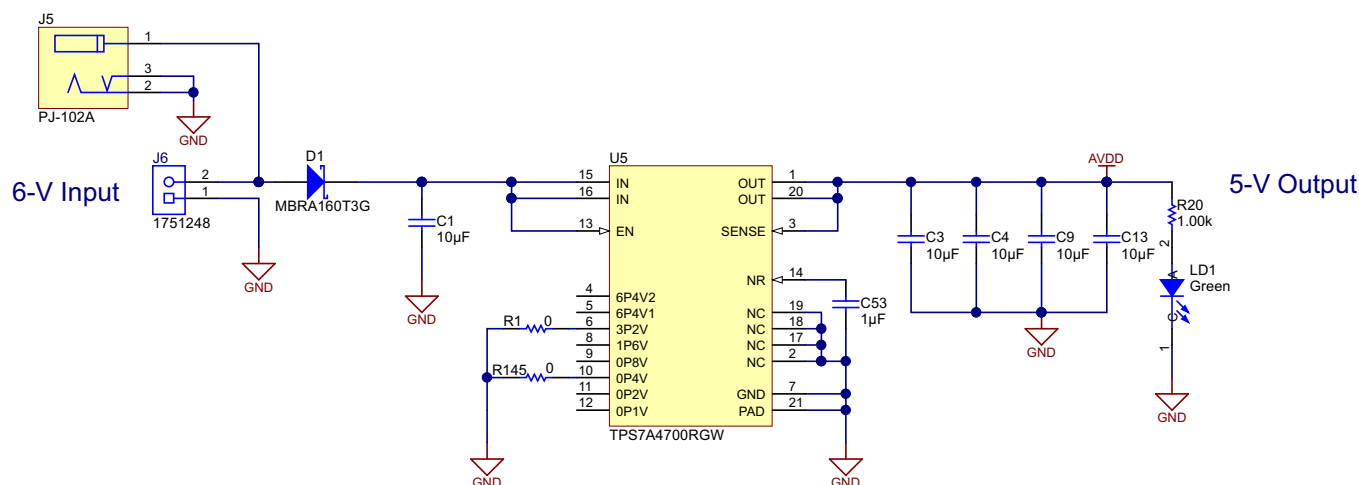 J5
1
3
2
PJ-102A
GND
6-V Input
J6
2
1
1751248
GND
D1
MBRA160T3G
C1
10µF
GND
U5
15 IN OUT 1
16 IN OUT 20
13 EN SENSE 3
NR 14
4 6P4V2 NC 19
5 6P4V1 NC 18
R1 0 6 3P2V NC 17
8 1P6V NC 2
9 0P8V
R145 0 10 0P4V
11 0P2V GND 7
12 0P1V PAD 21
TPS7A4700RGW
GND
C53
1µF
GND
C3
10µF
C4
10µF
C9
10µF
C13
10µF
GND
AVDD
5-V Output
R20
1.00k
2
A
LD1
Green
C
1
GND